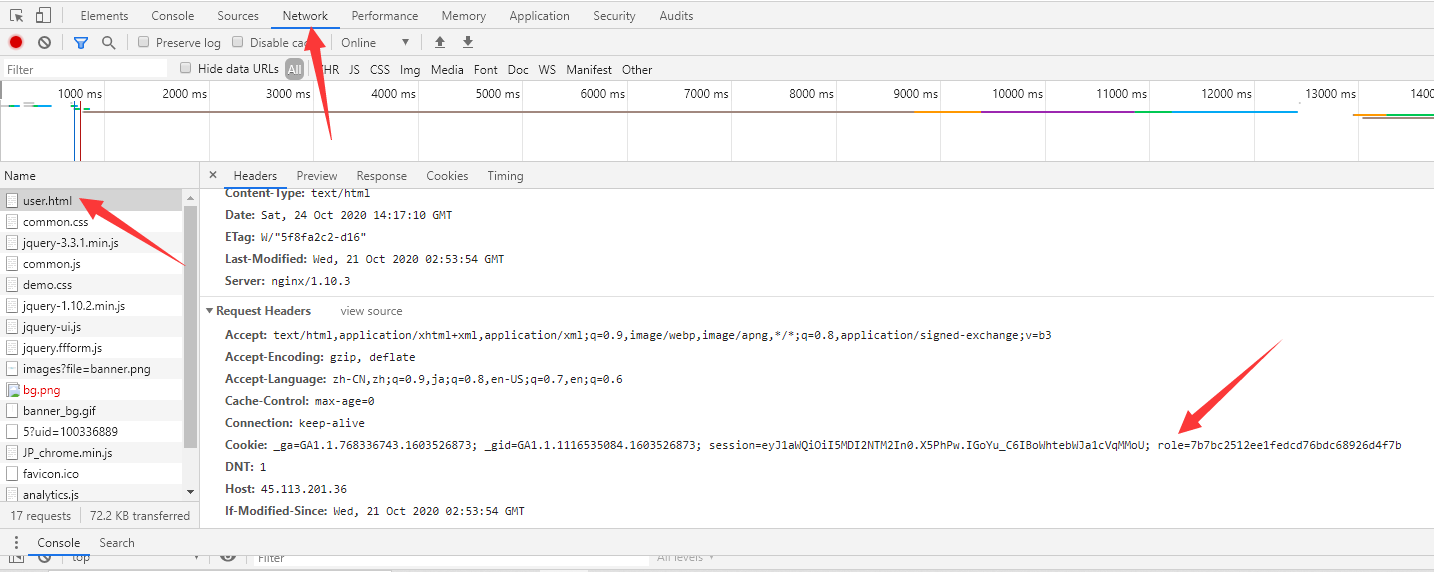 Elements Console Sources Network Performance Memory Application Security Audits
Preserve log Disable Online
Filter Hide data URLs All XHR JS CSS Img Media Font Doc WS Manifest Other
1000 ms 2000 ms 3000 ms 4000 ms 5000 ms 6000 ms 7000 ms 8000 ms 9000 ms 10000 ms 11000 ms 12000 ms 13000 ms
Name
Headers Preview Response Cookies Timing
user.html
common.css
jquery-3.3.1.min.js
common.js
demo.css
jquery-1.10.2.min.js
jquery-ui.js
jquery.ffform.js
images?file=banner.png
bg.png
banner_bg.gif
5?uid=100336889
JP_chrome.min.js
favicon.ico
analytics.js
17 requests 72.2 KB transferred
Content-Type: text/html
Date: Sat, 24 Oct 2020 14:17:10 GMT
ETag: W/"5f8fa2c2-d16"
Last-Modified: Wed, 21 Oct 2020 02:53:54 GMT
Server: nginx/1.10.3
Request Headers view source
Accept: text/html,application/xhtml+xml,application/xml;q=0.9,image/webp,image/apng,*/*;q=0.8,application/signed-exchange;v=b3
Accept-Encoding: gzip, deflate
Accept-Language: zh-CN,zh;q=0.9,ja;q=0.8,en-US;q=0.7,en;q=0.6
Cache-Control: max-age=0
Connection: keep-alive
Cookie: _ga=GA1.1.768336743.1603526873; _gid=GA1.1.1116535084.1603526873; session=eyJ1aWQiOiI5MDI2NTM2In0.X5PhPw.IGoYu_C6IBoWhtebWJa1cVqMMoU; role=7b7bc2512ee1fedcd76bdc68926d4f7b
DNT: 1
Host: 45.113.201.36
If-Modified-Since: Wed, 21 Oct 2020 02:53:54 GMT
Console Search
top Filter All levels